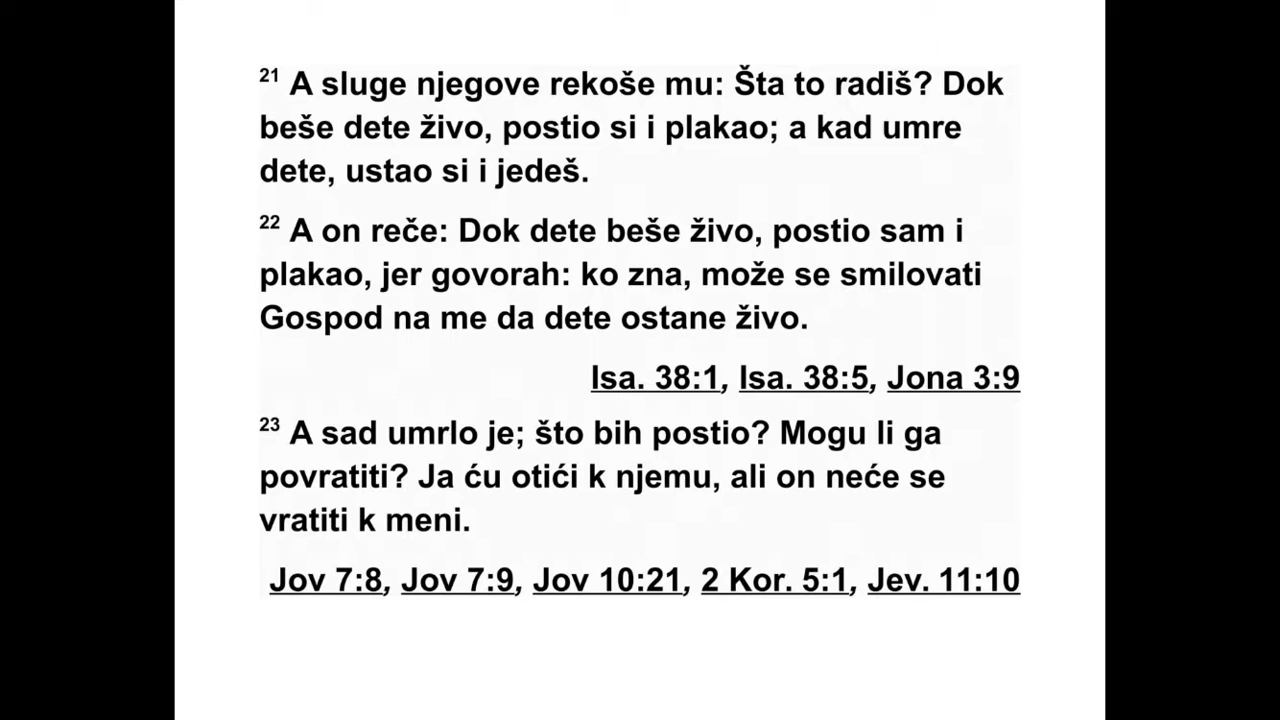 21 A sluge njegove rekoše mu: Šta to radiš? Dok
beše dete živo, postio si i plakao; a kad umre
dete, ustao si i jedeš.
22 A on reče: Dok dete beše živo, postio sam i
plakao, jer govorah: ko zna, može se smilovati
Gospod na me da dete ostane živo.
Isa. 38:1, Isa. 38:5, Jona 3:9
23 A sad umrlo je; što bih postio? Mogu li ga
povratiti? Ja ću otići k njemu, ali on neće se
vratiti k meni.
Jov 7:8, Jov 7:9, Jov 10:21, 2 Kor. 5:1, Jev. 11:10